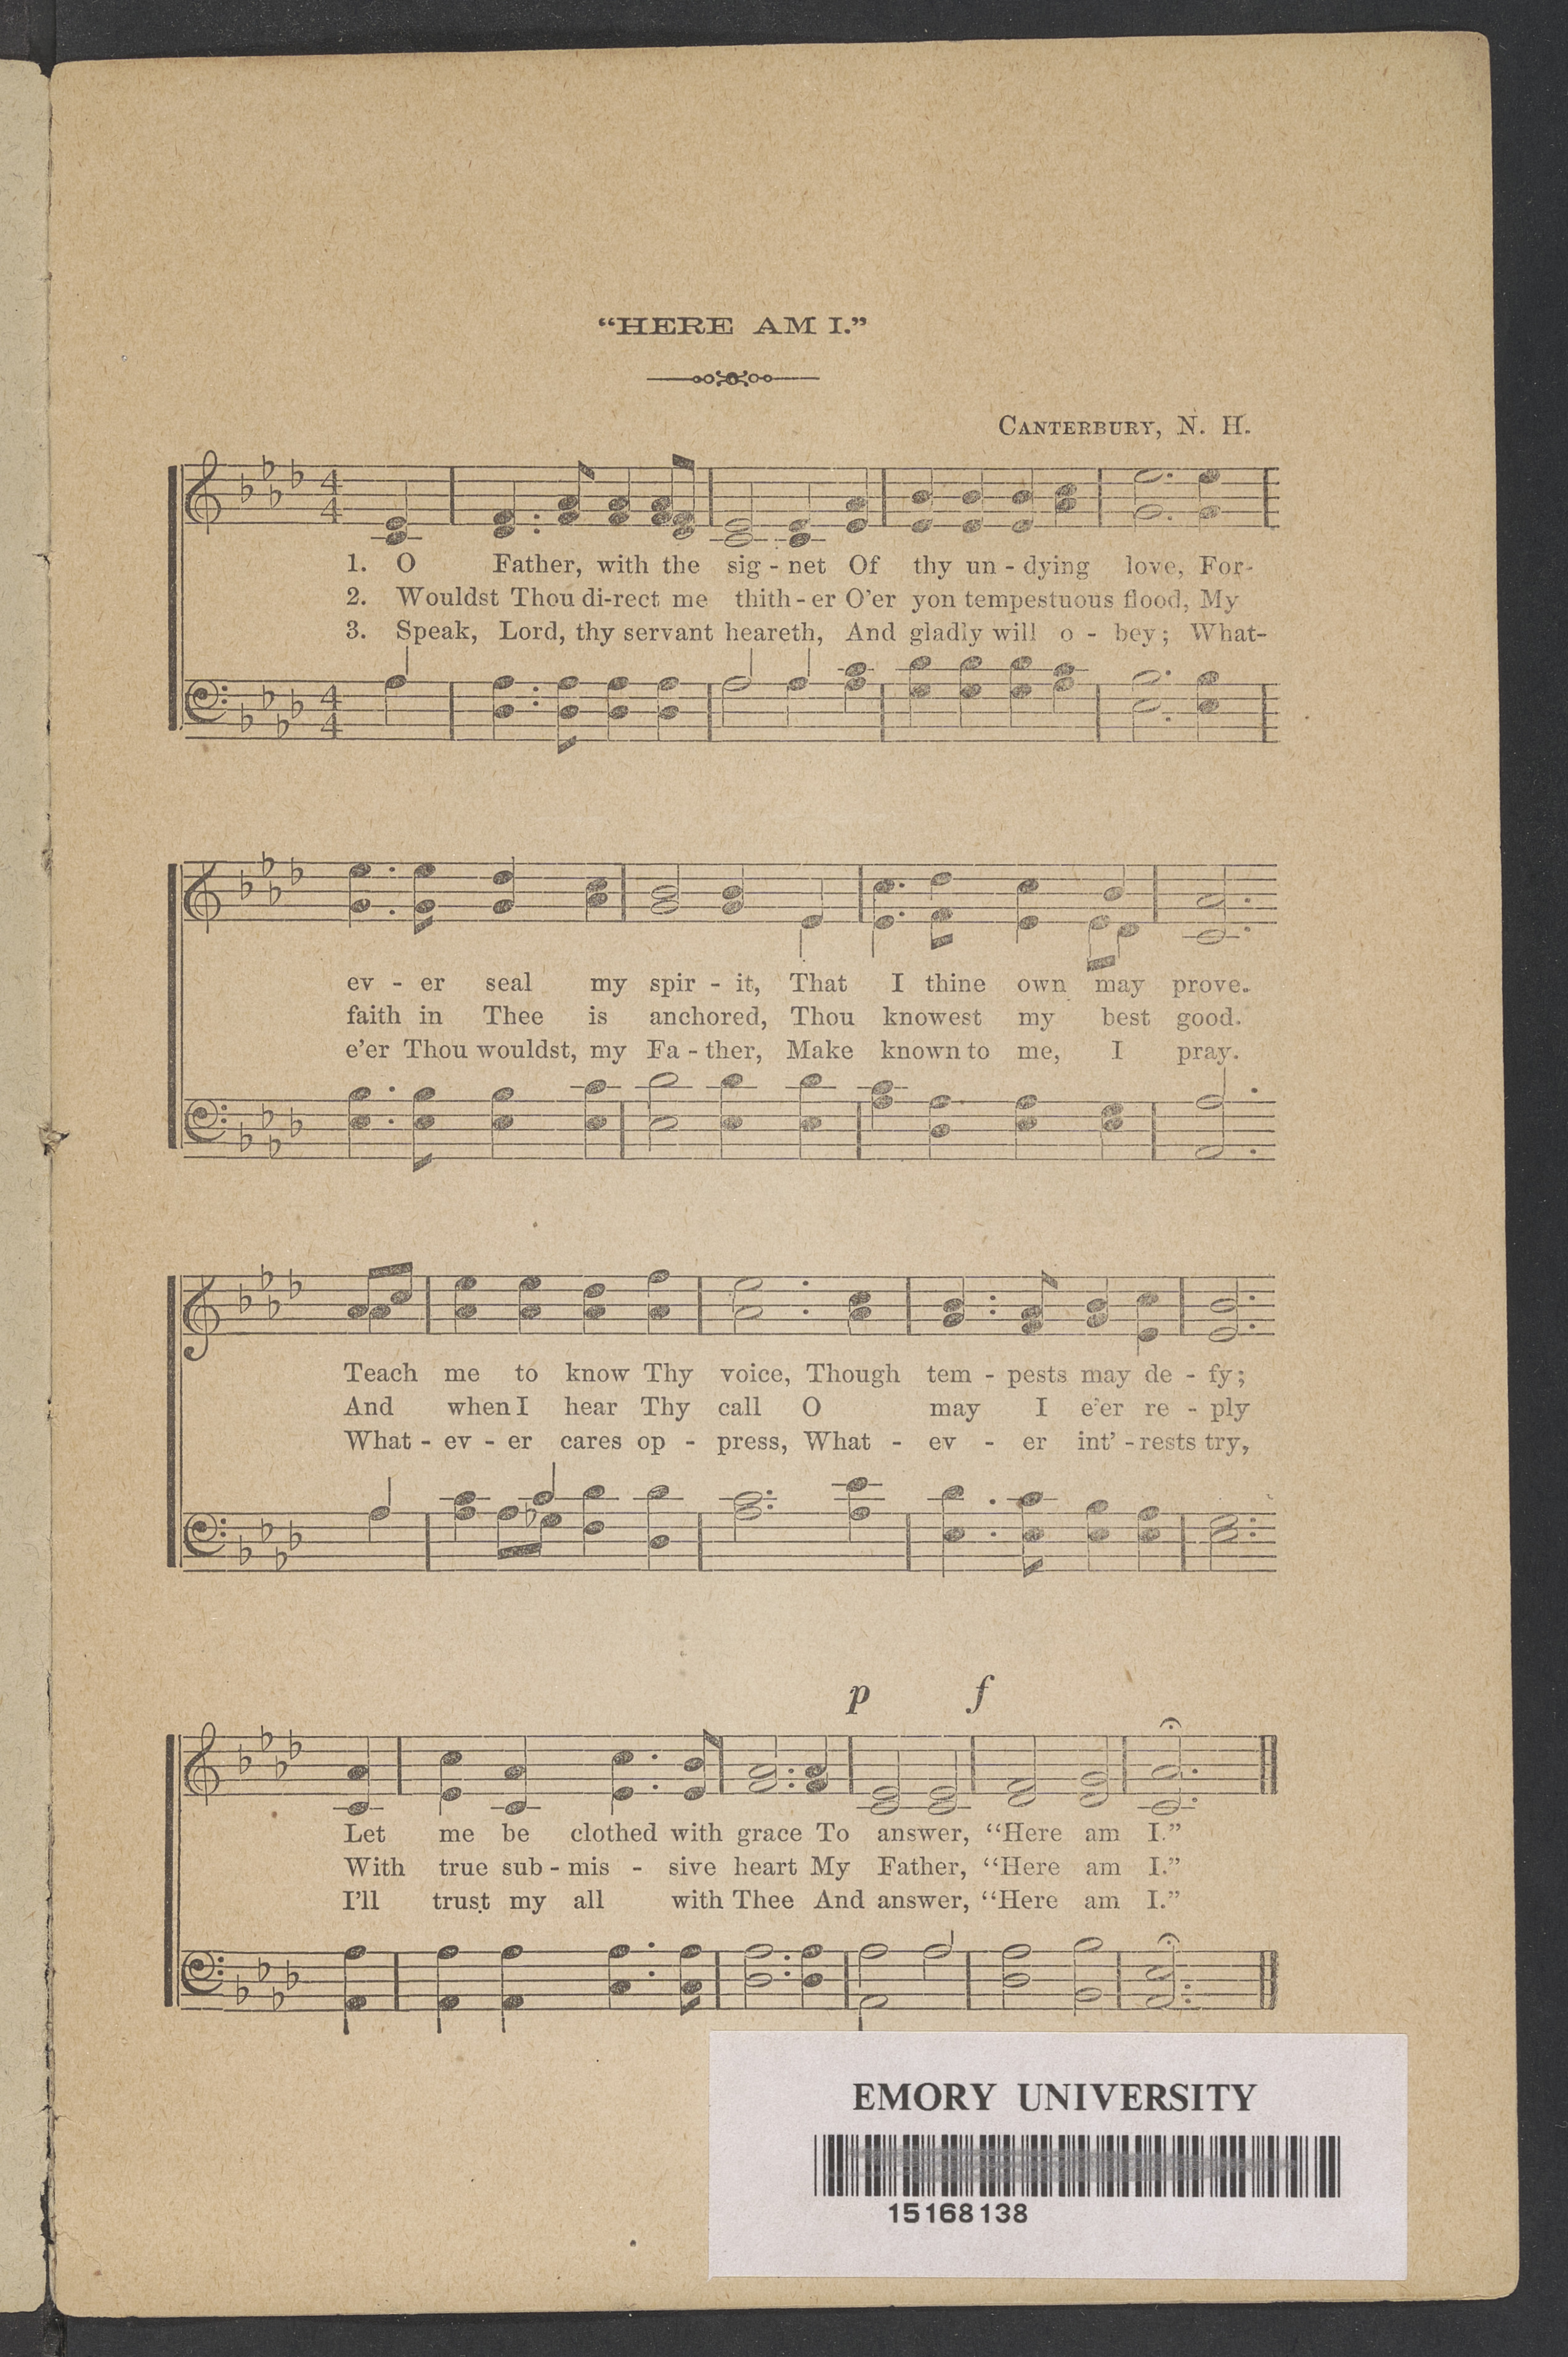 “HERE AM I.”
CANTERBURY, N. H.
4
4
1. O Father, with the sig - net Of thy un - dying love, For-
2. Wouldst Thou di-rect me thith - er O'er yon tempestuous flood, My
3. Speak, Lord, thy servant heareth, And gladly will o - bey; What-
4
4
ev - er seal my spir - it, That I thine own may prove.
faith in Thee is anchored, Thou knowest my best good.
e'er Thou wouldst, my Fa - ther, Make known to me, I pray.
Teach me to know Thy voice, Though tem - pests may de - fy;
And when I hear Thy call O may I e'er re - ply
What - ev - er cares op - press, What - ev - er int' - rests try,
p f
Let me be clothed with grace To answer, “Here am I.”
With true sub - mis - sive heart My Father, “Here am I.”
I'll trust my all with Thee And answer, “Here am I.”
EMORY UNIVERSITY
15168138